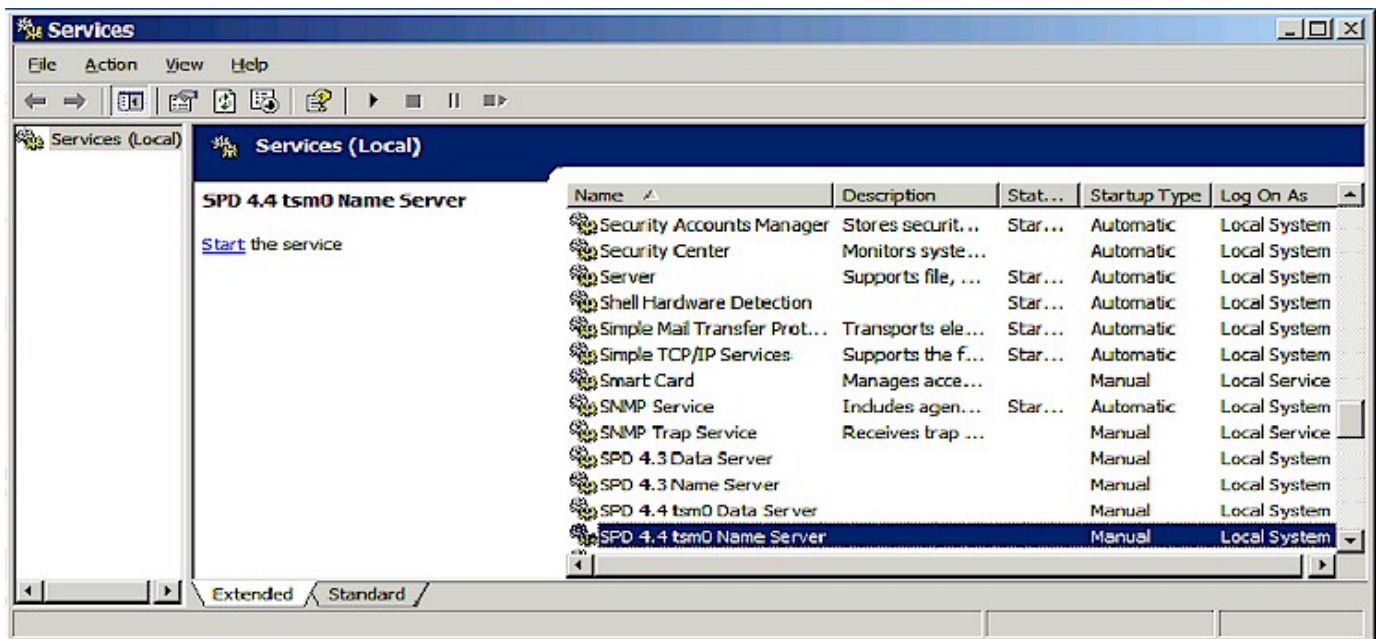 Services
File Action View Help
Services (Local)
Services (Local)
SPD 4.4 tsm0 Name Server
Start the service
Name Description Stat... Startup Type Log On As
Security Accounts Manager Stores securit... Star... Automatic Local System
Security Center Monitors syste... Automatic Local System
Server Supports file, ... Star... Automatic Local System
Shell Hardware Detection Star... Automatic Local System
Simple Mail Transfer Prot... Transports ele... Star... Automatic Local System
Simple TCP/IP Services Supports the f... Star... Automatic Local System
Smart Card Manages acce... Manual Local Service
SNMP Service Includes agen... Star... Automatic Local System
SNMP Trap Service Receives trap ... Manual Local Service
SPD 4.3 Data Server Manual Local System
SPD 4.3 Name Server Manual Local System
SPD 4.4 tsm0 Data Server Manual Local System
SPD 4.4 tsm0 Name Server Manual Local System
Extended Standard